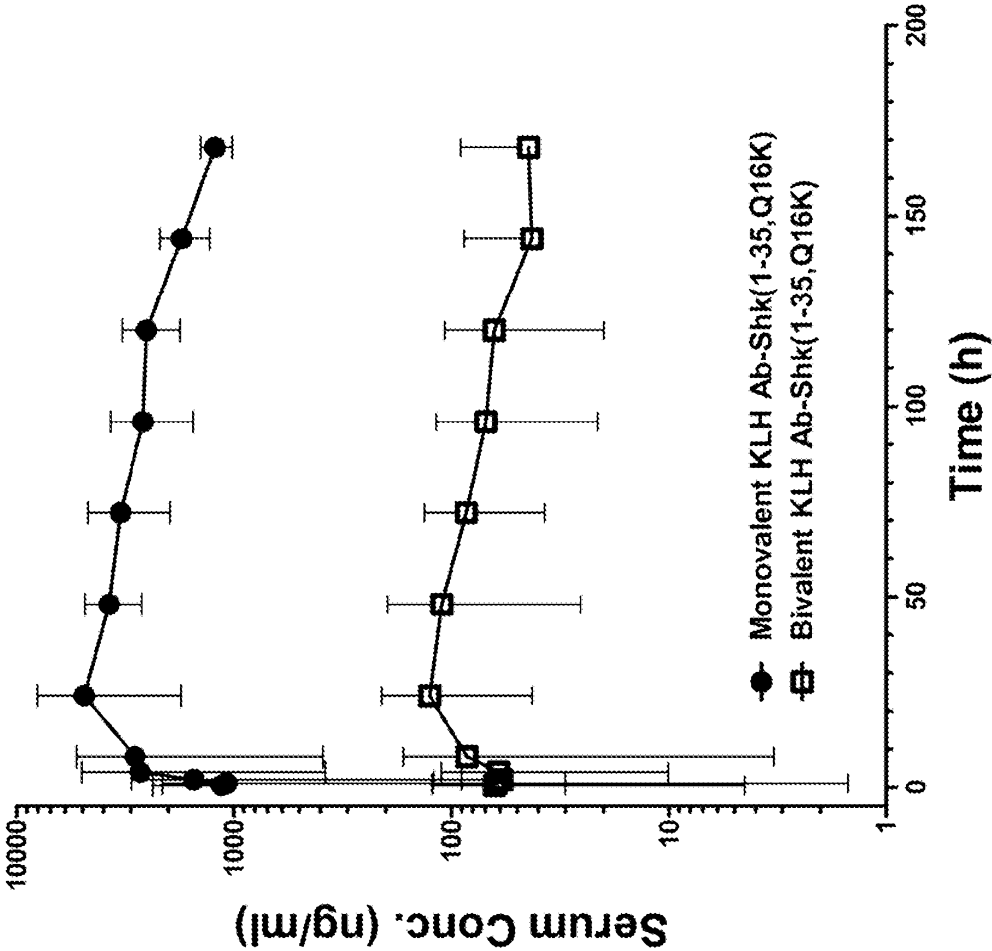 Serum Conc. (ng/ml)
10000
1000
100
10
1
Monovalent KLH Ab-Shk(1-35,Q16K)
Bivalent KLH Ab-Shk(1-35,Q16K)
0
50
100
150
200
Time (h)